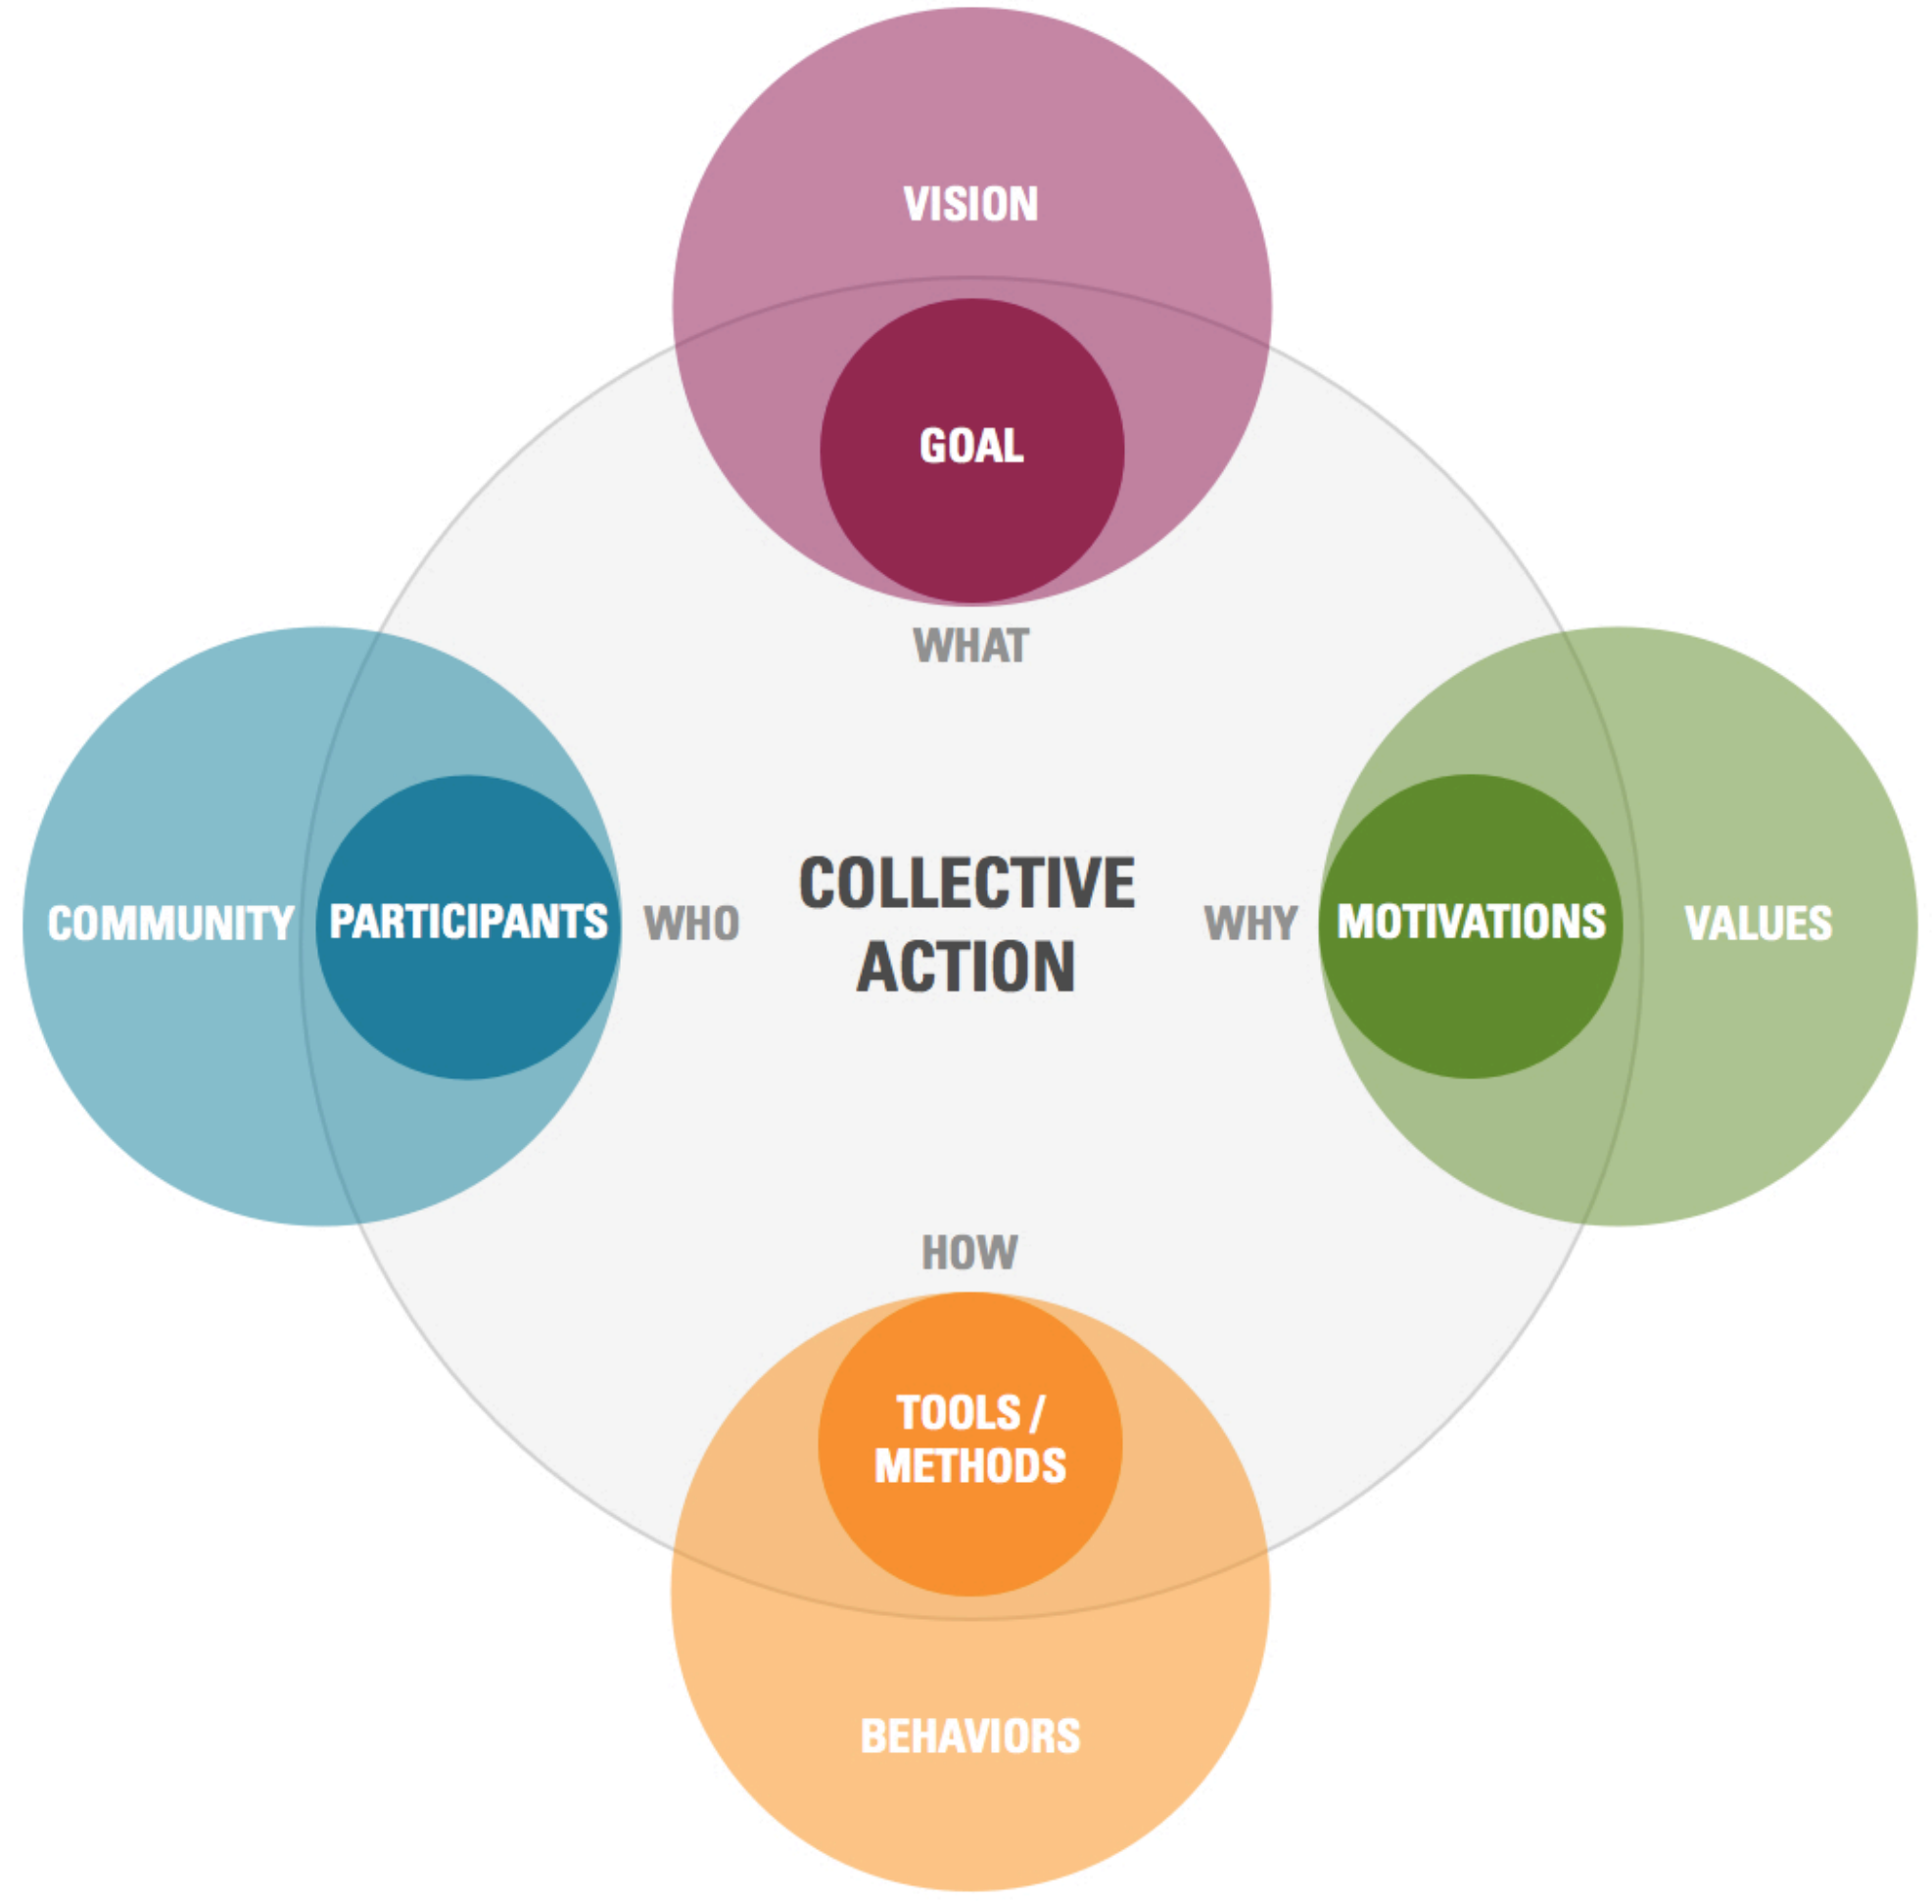 VISION
GOAL
WHAT
COMMUNITY
PARTICIPANTS
WHO
COLLECTIVE
ACTION
WHY
MOTIVATIONS
VALUES
HOW
TOOLS /
METHODS
BEHAVIORS